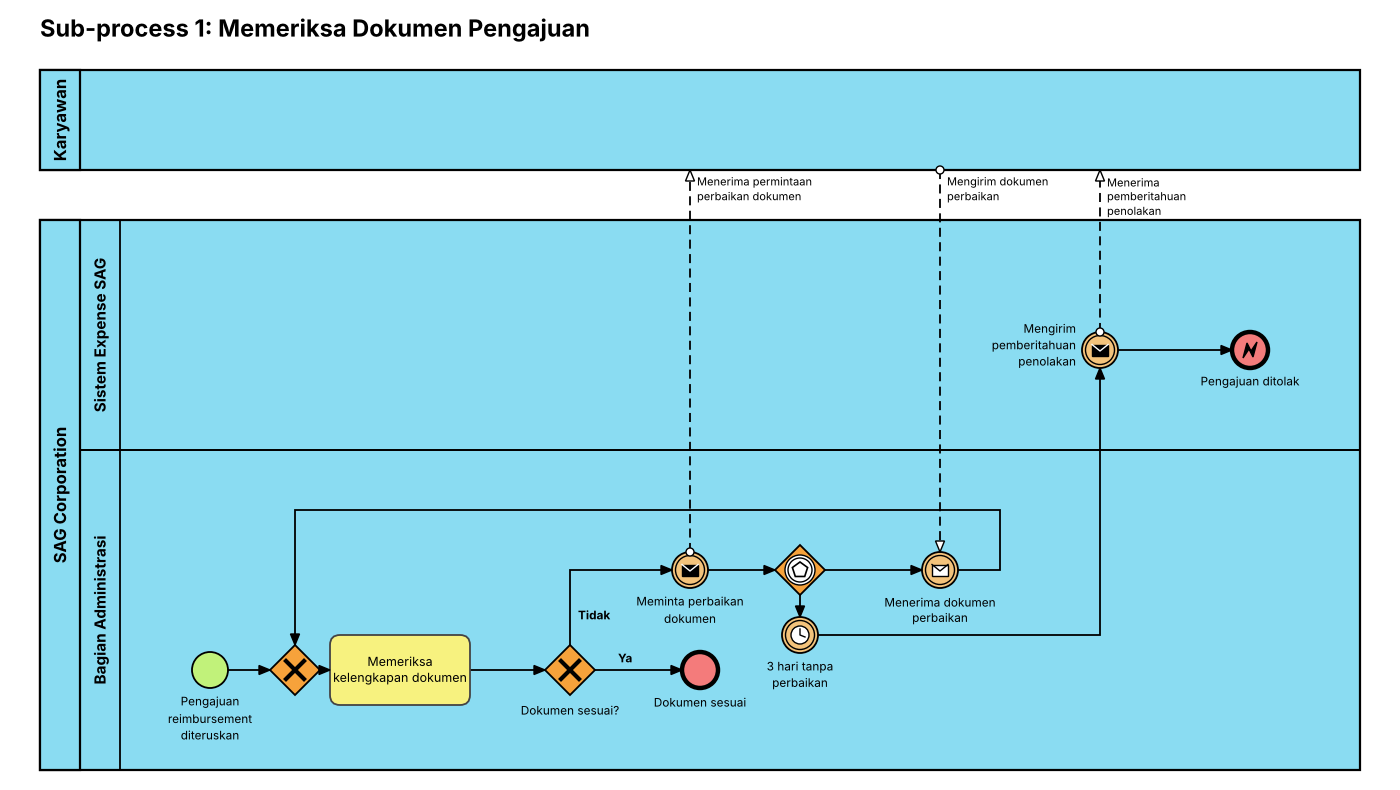 Sub-process 1: Memeriksa Dokumen Pengajuan
Karyawan
Menerima permintaan
perbaikan dokumen
Mengirim dokumen
perbaikan
Menerima
pemberitahuan
penolakan
SAG Corporation
Sistem Expense SAG
Mengirim
pemberitahuan
penolakan
Pengajuan ditolak
Bagian Administrasi
Pengajuan
reimbursement
diteruskan
Memeriksa
kelengkapan dokumen
Dokumen sesuai?
Tidak
Ya
Dokumen sesuai
Meminta perbaikan
dokumen
3 hari tanpa
perbaikan
Menerima dokumen
perbaikan